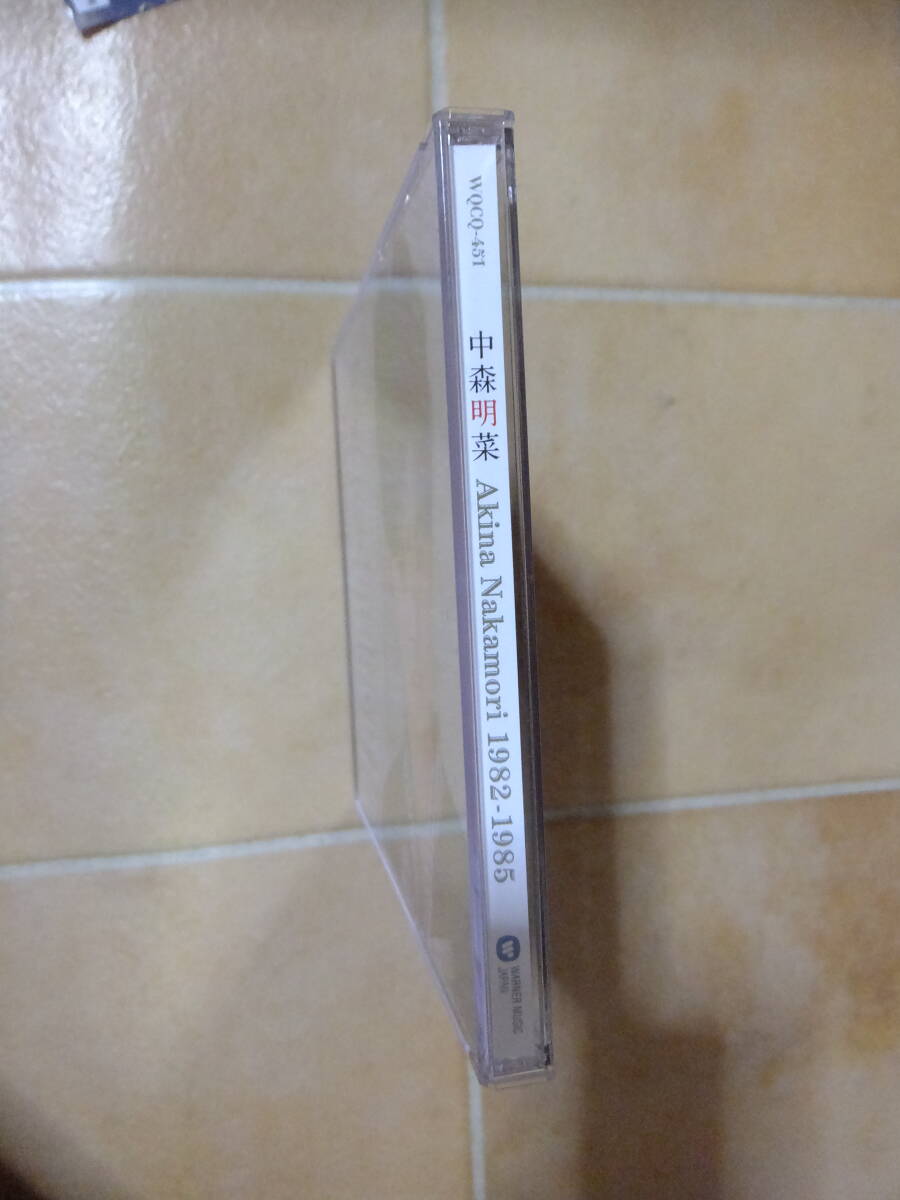 WQCQ-451
中森明菜 Akina Nakamori 1982-1985
WARNER MUSIC
JAPAN